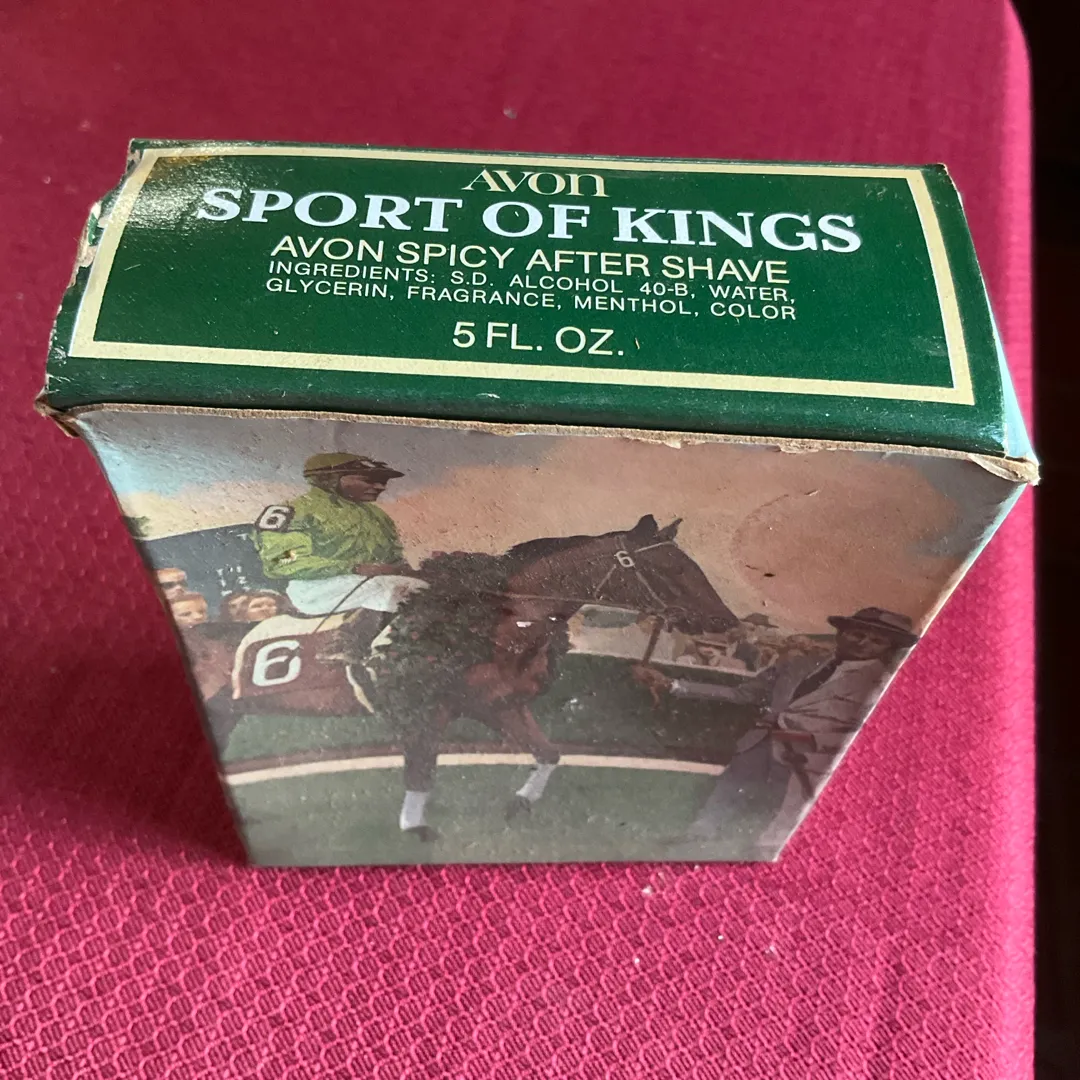 AVON
SPORT OF KINGS
AVON SPICY AFTER SHAVE
INGREDIENTS: S.D. ALCOHOL 40-B, WATER,
GLYCERIN, FRAGRANCE, MENTHOL, COLOR
5 FL. OZ.
6
6
6